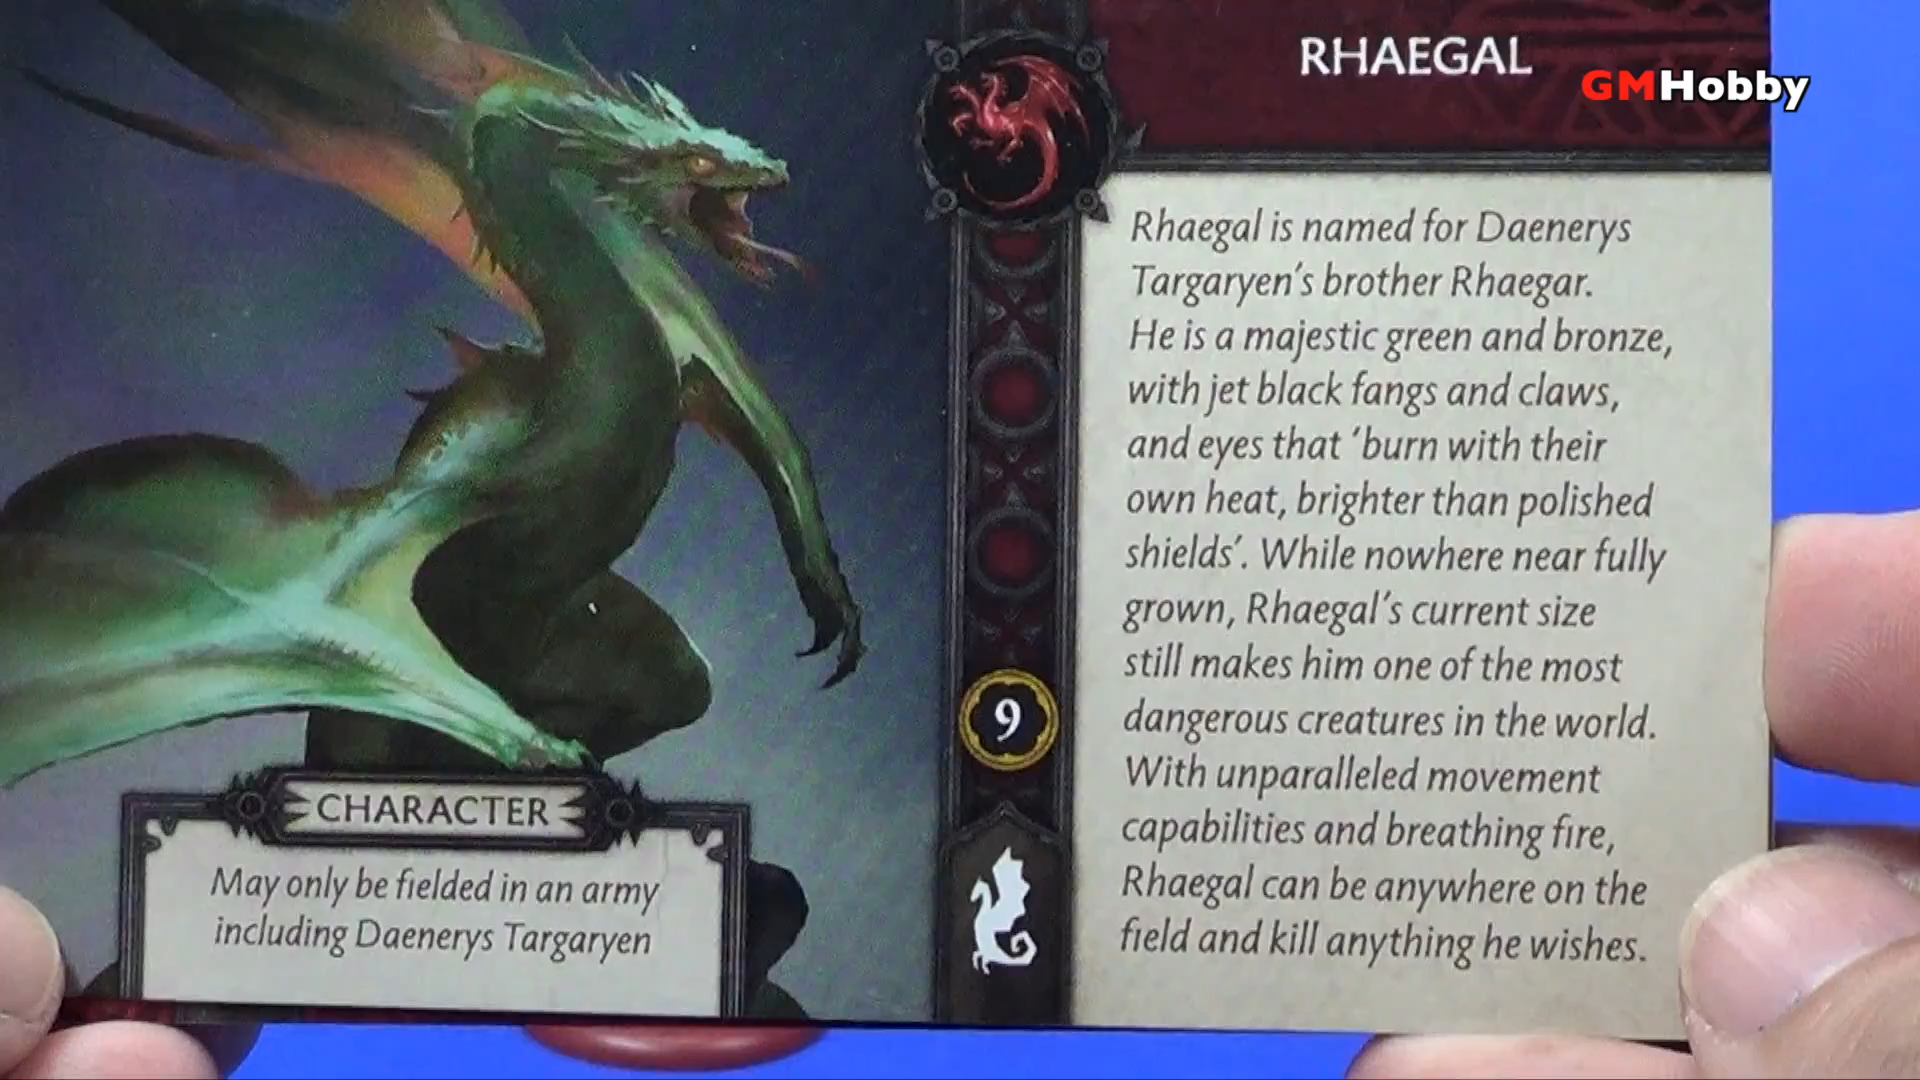 RHAEGAL
GMHobby
Rhaegal is named for Daenerys
Targaryen's brother Rhaegar.
He is a majestic green and bronze,
with jet black fangs and claws,
and eyes that ‘burn with their
own heat, brighter than polished
shields’. While nowhere near fully
grown, Rhaegal's current size
still makes him one of the most
dangerous creatures in the world.
With unparalleled movement
capabilities and breathing fire,
Rhaegal can be anywhere on the
field and kill anything he wishes.
9
CHARACTER
May only be fielded in an army
including Daenerys Targaryen